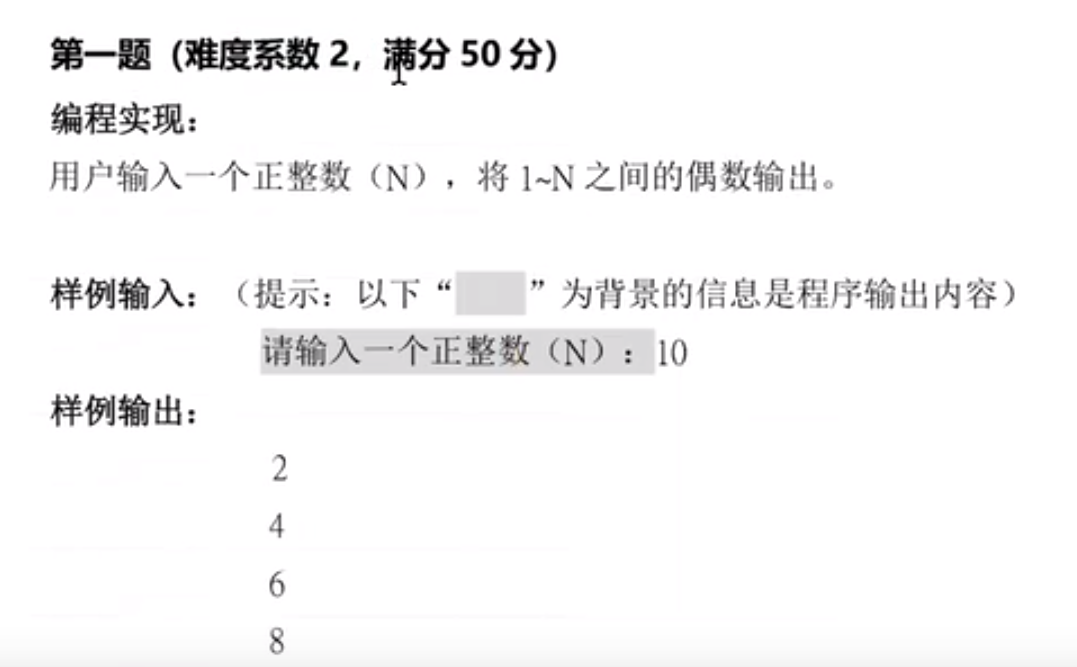 第一题（难度系数 2，满分 50 分）
编程实现：
用户输入一个正整数（N），将 1~N 之间的偶数输出。
样例输入：（提示：以下“ ”为背景的信息是程序输出内容）
请输入一个正整数（N）：10
样例输出：
2
4
6
8